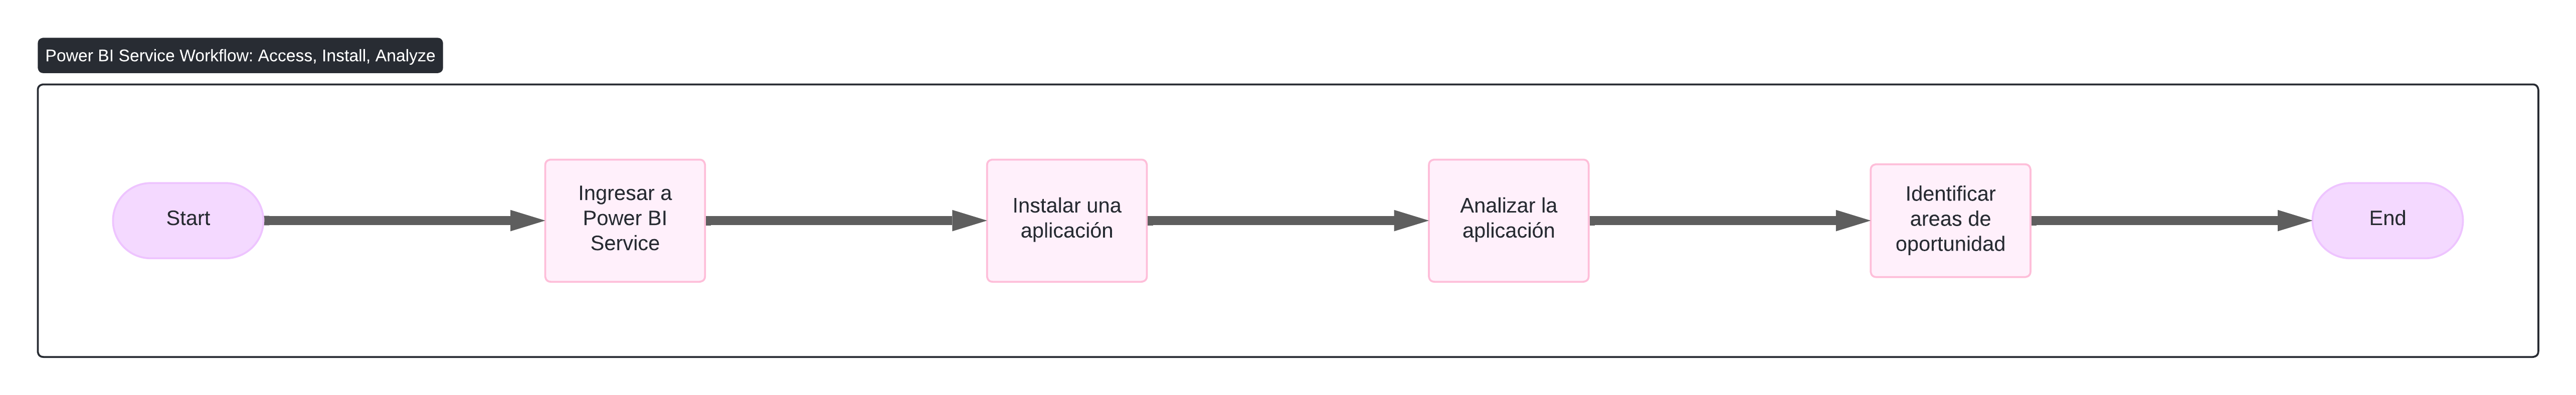 Power BI Service Workflow: Access, Install, Analyze
Start
Ingresar a
Power BI
Service
Instalar una
aplicación
Analizar la
aplicación
Identificar
areas de
oportunidad
End